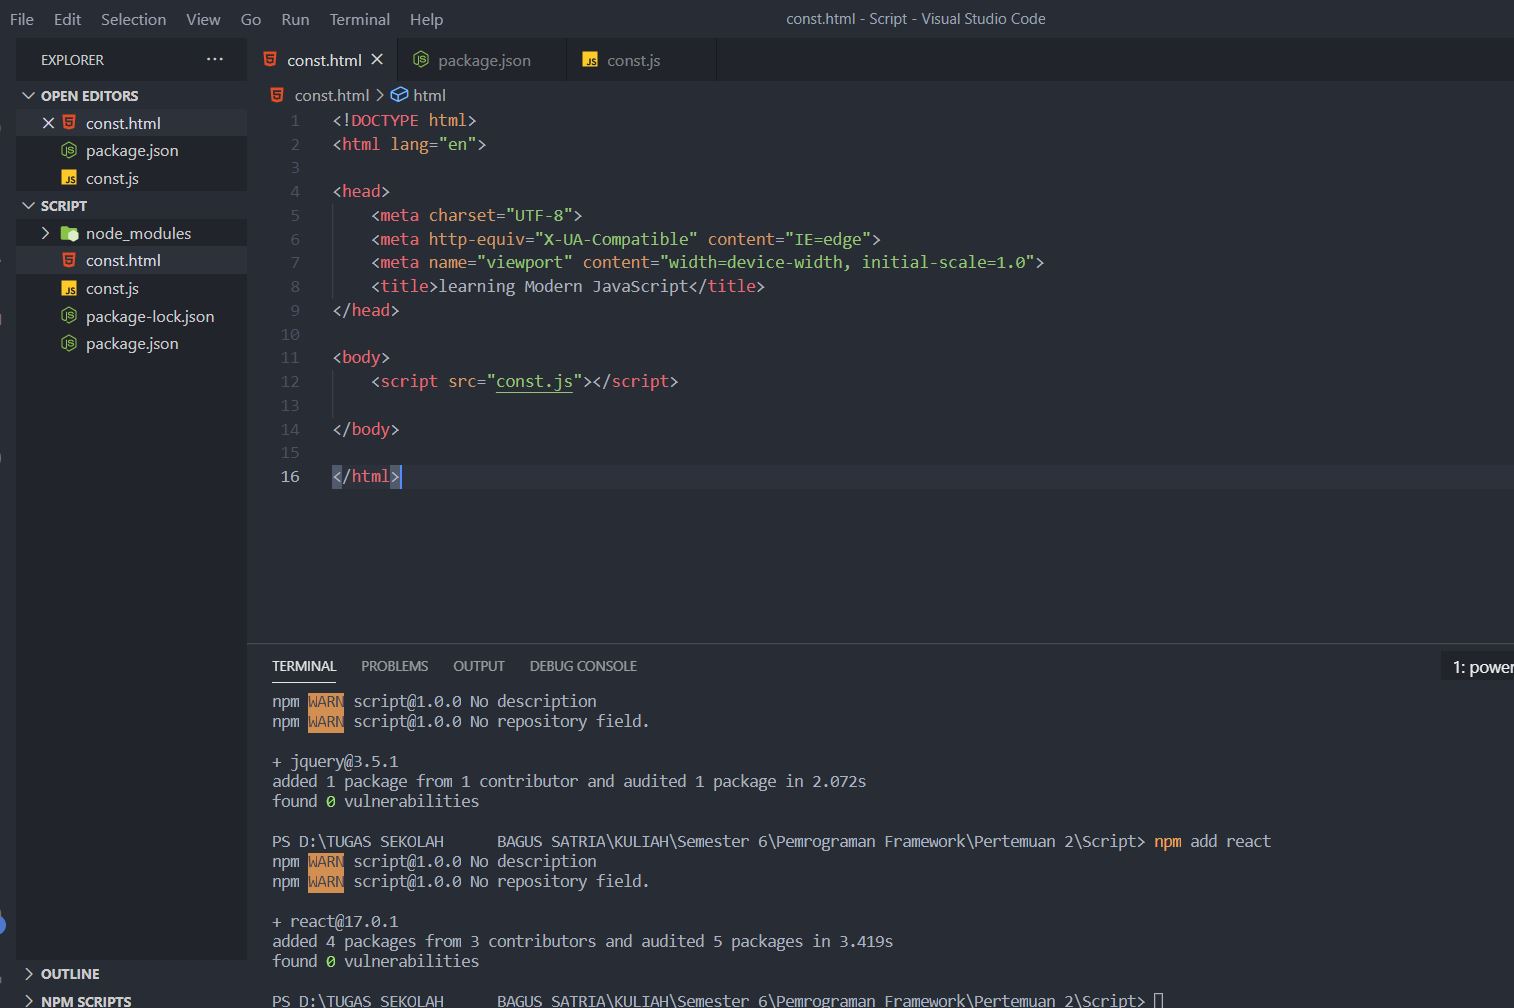 File Edit Selection View Go Run Terminal Help
const.html - Script - Visual Studio Code
EXPLORER ...
OPEN EDITORS
const.html
package.json
const.js
SCRIPT
node_modules
const.html
const.js
package-lock.json
package.json
OUTLINE
NPM SCRIPTS
const.html package.json const.js
const.html > html
1 <!DOCTYPE html>
2 <html lang="en">
3
4 <head>
5 <meta charset="UTF-8">
6 <meta http-equiv="X-UA-Compatible" content="IE=edge">
7 <meta name="viewport" content="width=device-width, initial-scale=1.0">
8 <title>learning Modern JavaScript</title>
9 </head>
10
11 <body>
12 <script src="const.js"></script>
13
14 </body>
15
16 </html>
TERMINAL PROBLEMS OUTPUT DEBUG CONSOLE
1: power
npm WARN script@1.0.0 No description
npm WARN script@1.0.0 No repository field.
+ jquery@3.5.1
added 1 package from 1 contributor and audited 1 package in 2.072s
found 0 vulnerabilities
PS D:\TUGAS SEKOLAH BAGUS SATRIA\KULIAH\Semester 6\Pemrograman Framework\Pertemuan 2\Script> npm add react
npm WARN script@1.0.0 No description
npm WARN script@1.0.0 No repository field.
+ react@17.0.1
added 4 packages from 3 contributors and audited 5 packages in 3.419s
found 0 vulnerabilities
PS D:\TUGAS SEKOLAH BAGUS SATRIA\KULIAH\Semester 6\Pemrograman Framework\Pertemuan 2\Script>